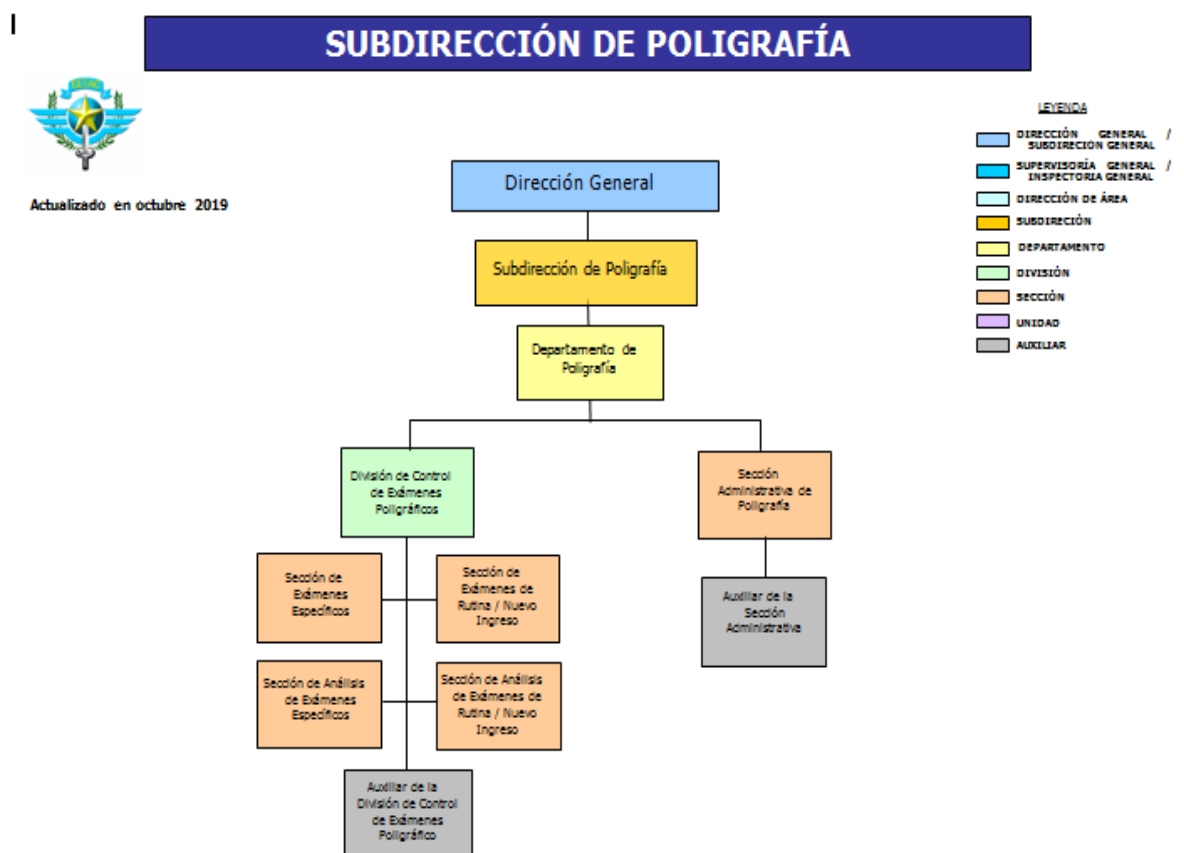 SUBDIRECCIÓN DE POLIGRAFÍA
Actualizado en octubre 2019
LEYENDA
DIRECCIÓN GENERAL /
SUBDIRECIÓN GENERAL
SUPERVISORÍA GENERAL /
INSPECTORIA GENERAL
DIRECCIÓN DE ÁREA
SUBDIRECIÓN
DEPARTAMENTO
DIVISIÓN
SECCIÓN
UNIDAD
AUXILIAR
Dirección General
Subdirección de Poligrafía
Departamento de
Poligrafía
División de Control
de Exámenes
Poligráficos
Sección
Administrativa de
Poligrafía
Sección de
Exámenes
Específicos
Sección de
Exámenes de
Rutina / Nuevo
Ingreso
Auxiliar de la
Sección
Administrativa
Sección de Análisis
de Exámenes
Específicos
Sección de Análisis
de Exámenes de
Rutina / Nuevo
Ingreso
Auxiliar de la
División de Control
de Exámenes
Poligráfico